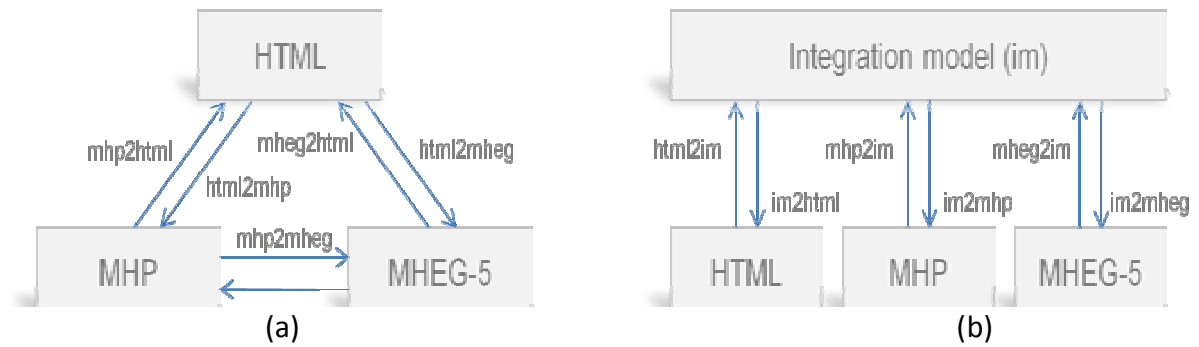 HTML
mhp2html
mheg2html
html2mheg
html2mhp
mhp2mheg
MHP
MHEG-5
(a)
Integration model (im)
html2im
mhp2im
mheg2im
im2html
im2mhp
im2mheg
HTML
MHP
MHEG-5
(b)